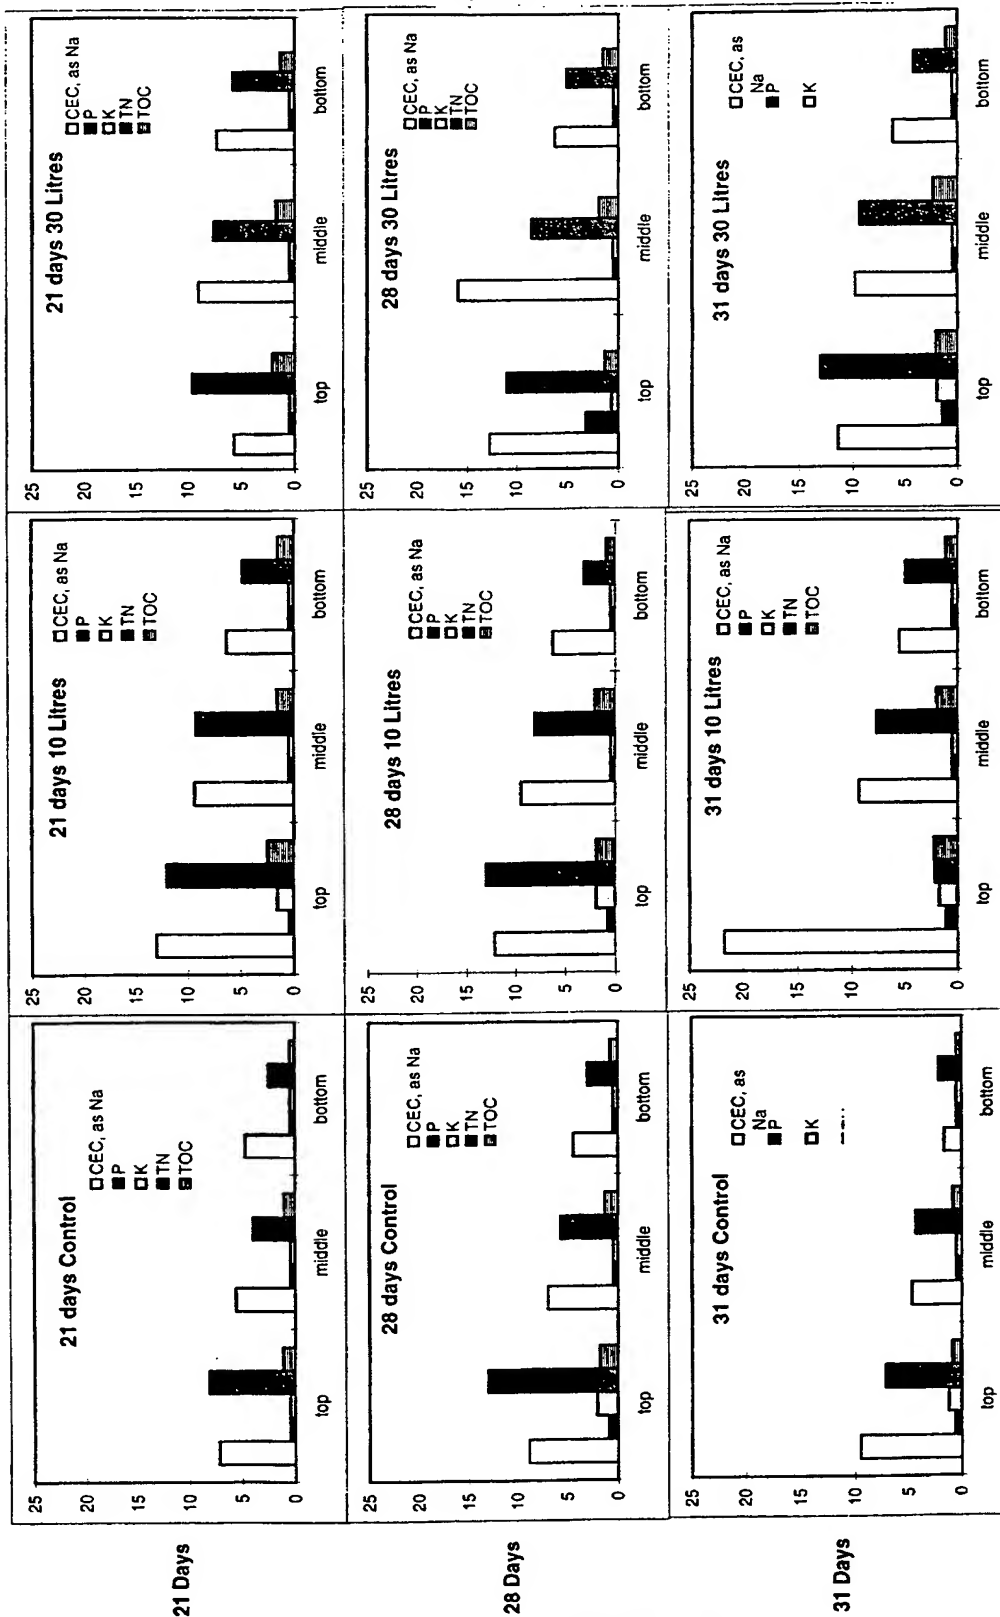 21 Days
21 days Control
CEC, as Na
P
K
TN
TOC
25
20
15
10
5
0
top middle bottom
21 days 10 Litres
CEC, as Na
P
K
TN
TOC
25
20
15
10
5
0
top middle bottom
21 days 30 Litres
CEC, as Na
P
K
TN
TOC
25
20
15
10
5
0
top middle bottom
28 Days
28 days Control
CEC, as Na
P
K
TN
TOC
25
20
15
10
5
0
top middle bottom
28 days 10 Litres
CEC, as Na
P
K
TN
TOC
25
20
15
10
5
0
top middle bottom
28 days 30 Litres
CEC, as Na
P
K
TN
TOC
25
20
15
10
5
0
top middle bottom
31 Days
31 days Control
CEC, as
Na
P
K
25
20
15
10
5
0
top middle bottom
31 days 10 Litres
CEC, as Na
P
K
TN
TOC
25
20
15
10
5
0
top middle bottom
31 days 30 Litres
CEC, as
Na
P
K
25
20
15
10
5
0
top middle bottom